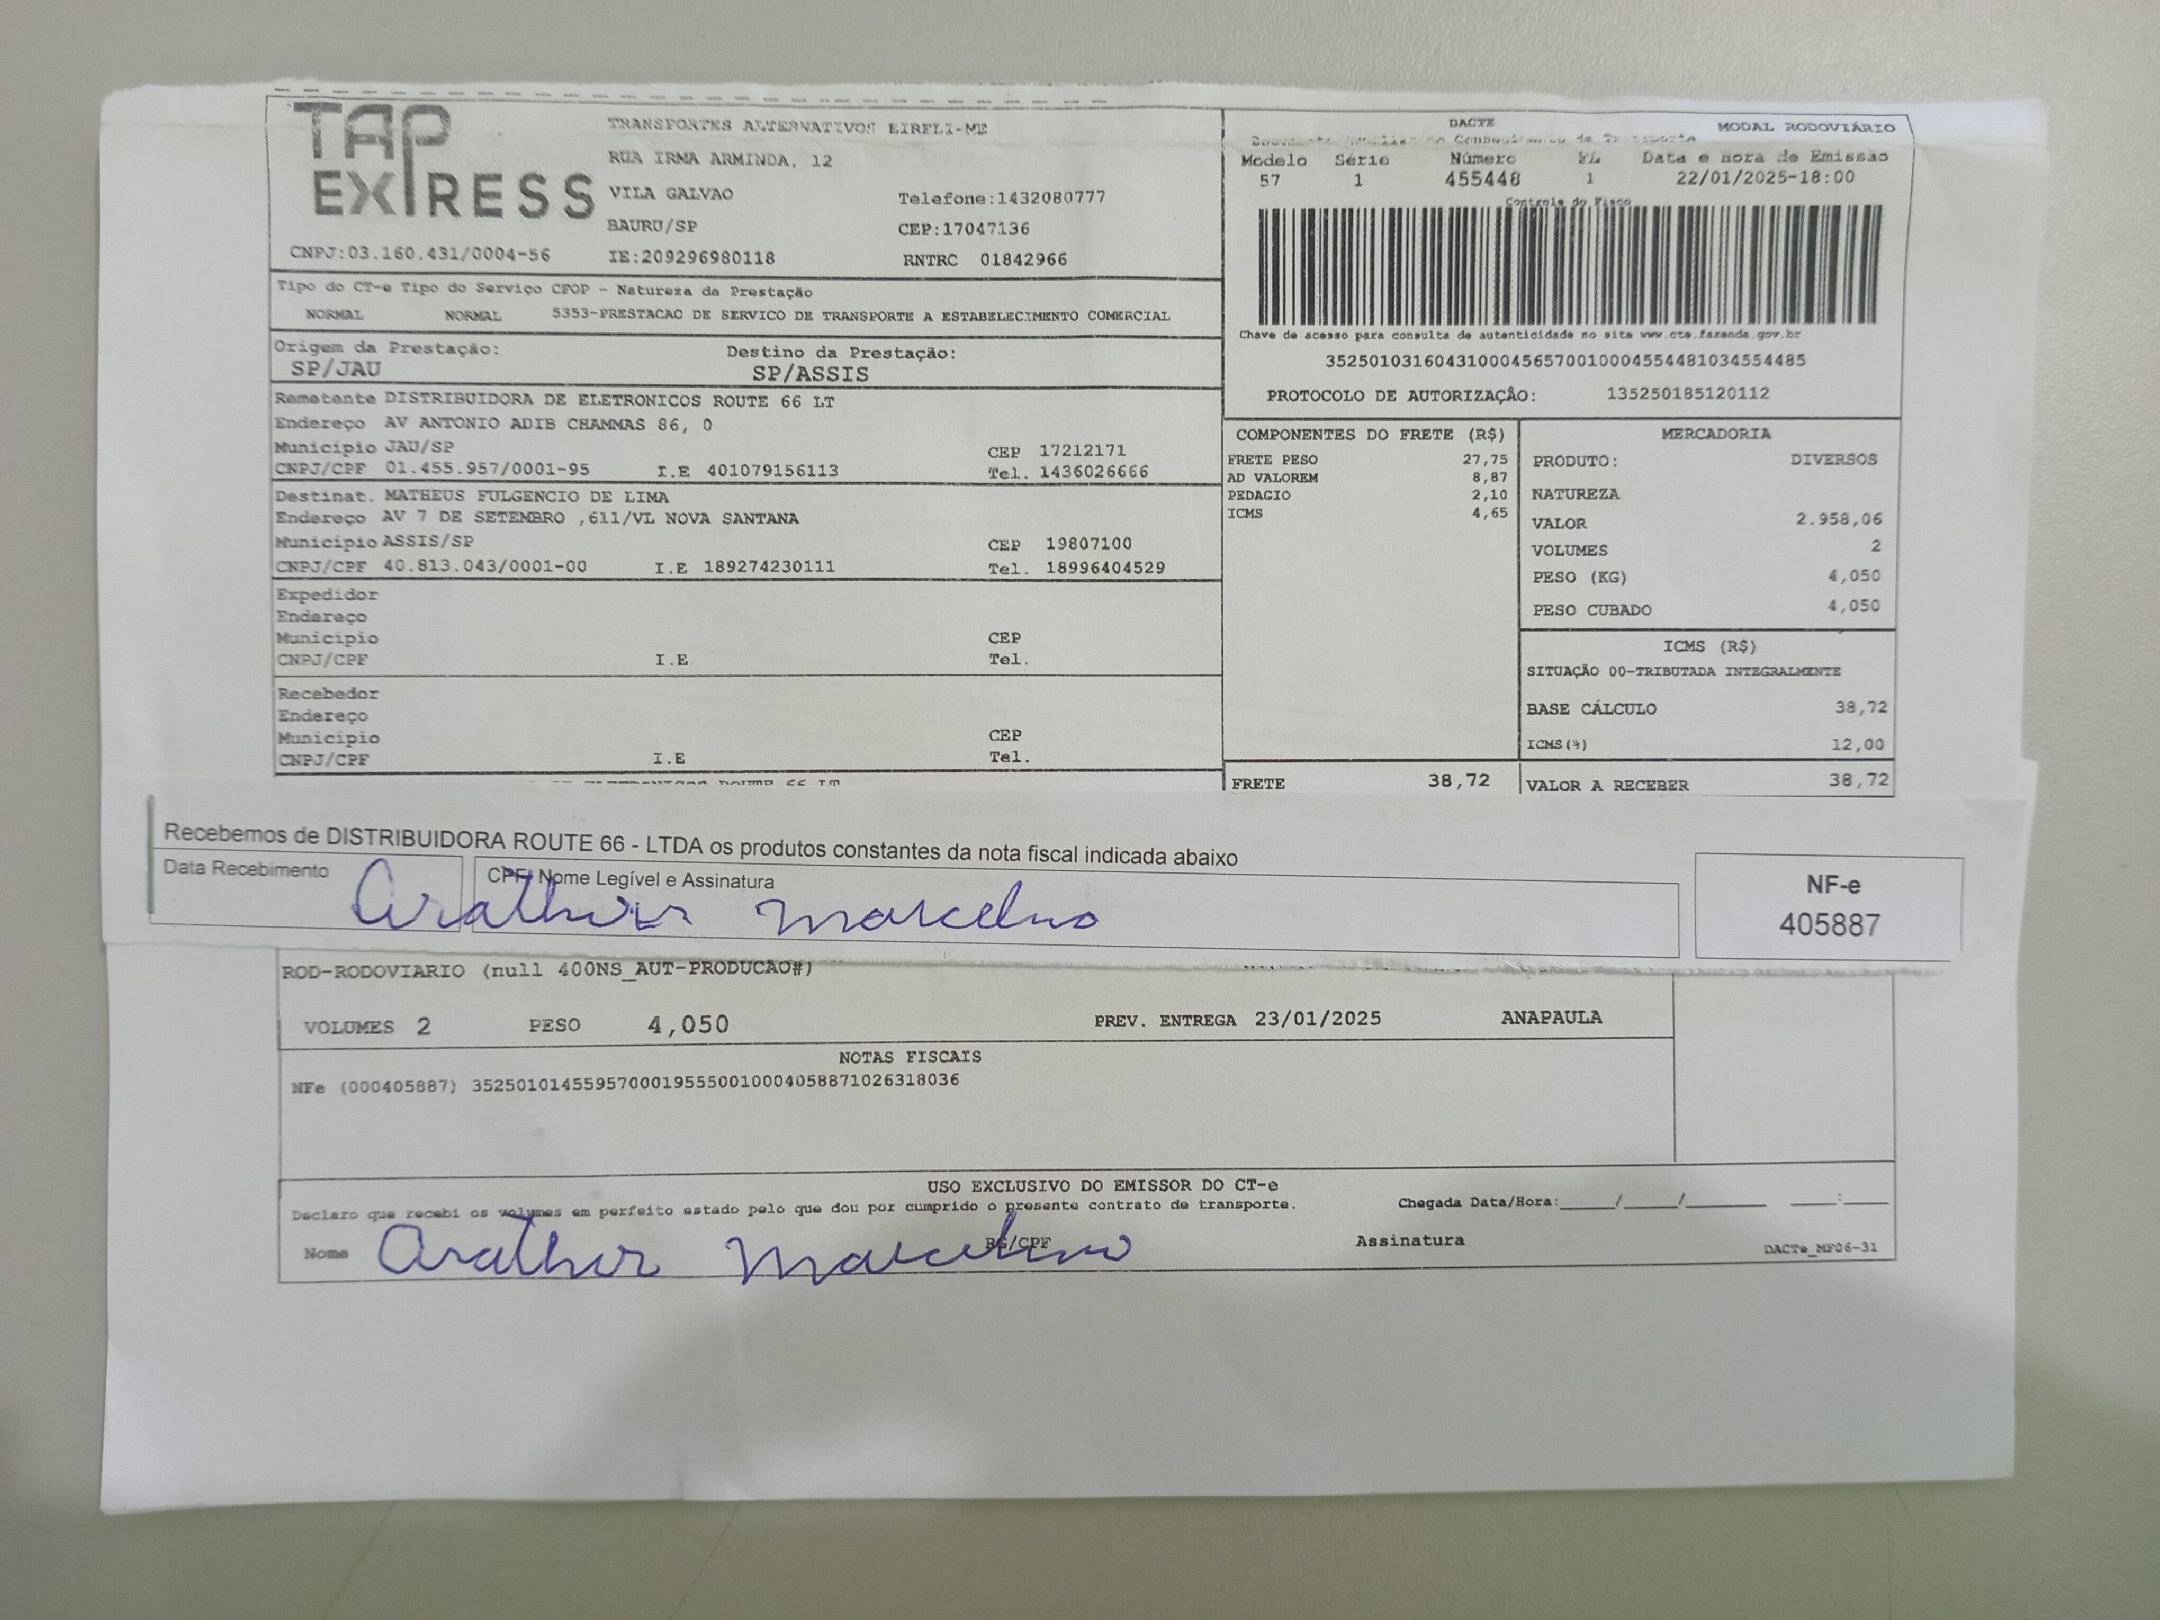 TAP EXPRESS
TRANSPORTES ALTERNATIVOS EIRELI-ME
RUA IRMA ARMINDA, 12
VILA GALVAO Telefone:1432080777
BAURU/SP CEP:17047136
CNPJ:03.160.431/0004-56 IE:209296980118 RNTRC 01842966
DACTE MODAL RODOVIÁRIO
Modelo Série Número Data e hora de Emissão
57 1 455448 1 22/01/2025-18:00
Controle do Fisco
Chave de acesso para consulta de autenticidade no site www.cte.fazenda.gov.br
35250103160431000456570010004554481034554485
PROTOCOLO DE AUTORIZAÇÃO: 135250185120112
Tipo do CT-e Tipo do Serviço CFOP - Natureza da Prestação
NORMAL NORMAL 5353-PRESTACAO DE SERVICO DE TRANSPORTE A ESTABELECIMENTO COMERCIAL
Origem da Prestação: Destino da Prestação:
SP/JAU SP/ASSIS
Remetente DISTRIBUIDORA DE ELETRONICOS ROUTE 66 LT
Endereço AV ANTONIO ADIB CHAMMAS 86, 0
Município JAU/SP CEP 17212171
CNPJ/CPF 01.455.957/0001-95 I.E 401079156113 Tel. 1436026666
Destinat. MATHEUS FULGENCIO DE LIMA
Endereço AV 7 DE SETEMBRO ,611/VL NOVA SANTANA
Município ASSIS/SP CEP 19807100
CNPJ/CPF 40.813.043/0001-00 I.E 189274230111 Tel. 18996404529
Expedidor
Endereço
Município CEP
CNPJ/CPF I.E Tel.
Recebedor
Endereço
Município CEP
CNPJ/CPF I.E Tel.
COMPONENTES DO FRETE (R$)
FRETE PESO 27,75
AD VALOREM 8,87
PEDAGIO 2,10
ICMS 4,65
FRETE 38,72
MERCADORIA
PRODUTO: DIVERSOS
NATUREZA
VALOR 2.958,06
VOLUMES 2
PESO (KG) 4,050
PESO CUBADO 4,050
ICMS (R$)
SITUAÇÃO 00-TRIBUTADA INTEGRALMENTE
BASE CÁLCULO 38,72
ICMS(%) 12,00
VALOR A RECEBER 38,72
Recebemos de DISTRIBUIDORA ROUTE 66 - LTDA os produtos constantes da nota fiscal indicada abaixo
Data Recebimento CPF/ Nome Legível e Assinatura
Marcelino
NF-e
405887
ROD-RODOVIARIO (null 400NS_AUT-PRODUCAO#)
VOLUMES 2 PESO 4,050 PREV. ENTREGA 23/01/2025 ANAPAULA
NOTAS FISCAIS
NFe (000405887) 35250101455957000195550010004058871026318036
USO EXCLUSIVO DO EMISSOR DO CT-e
Declaro que recebi os volumes em perfeito estado pelo que dou por cumprido o presente contrato de transporte. Chegada Data/Hora:____/____/______ ____:____
Nome Marcelino RG/CPF Assinatura DACTe_MF06-31